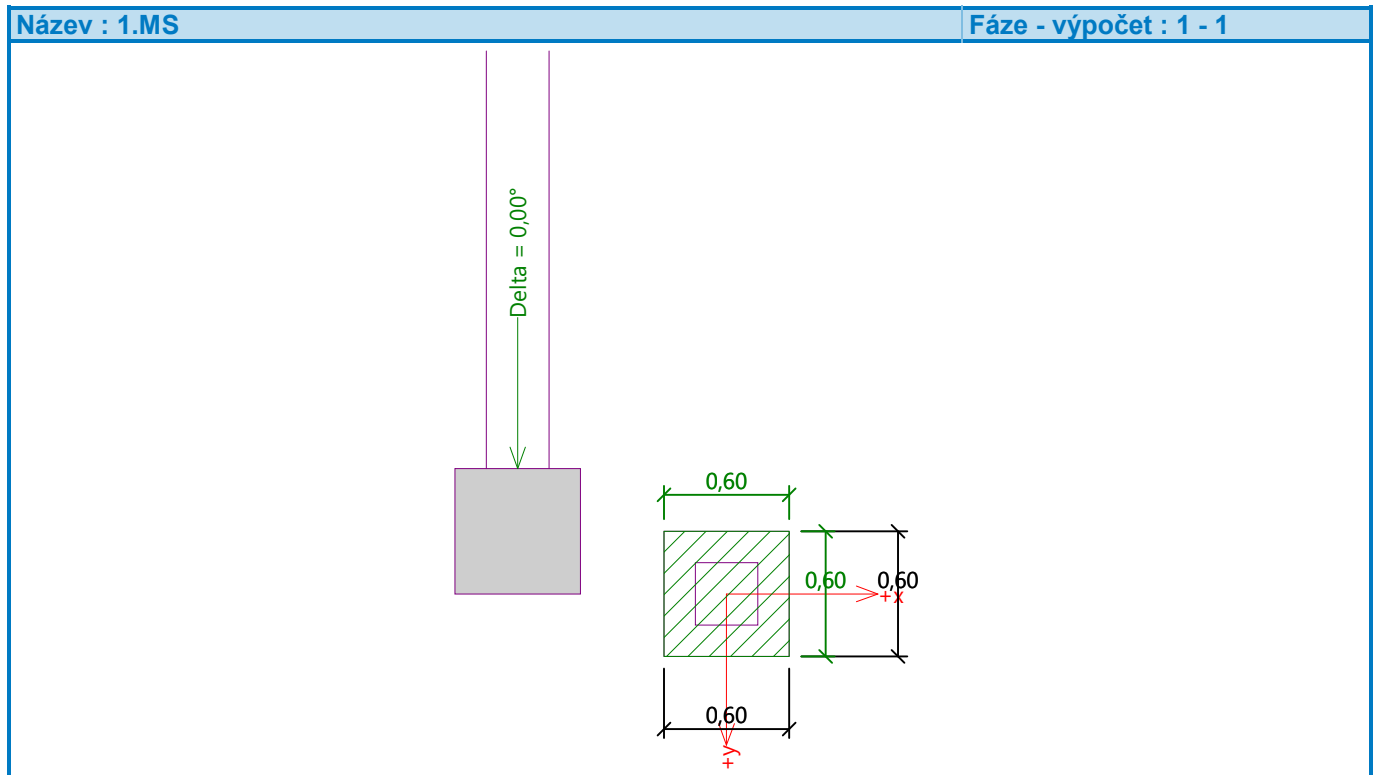 Název : 1.MS
Fáze - výpočet : 1 - 1
Delta = 0,00°
0,60
0,60
0,60
+x
0,60
+y